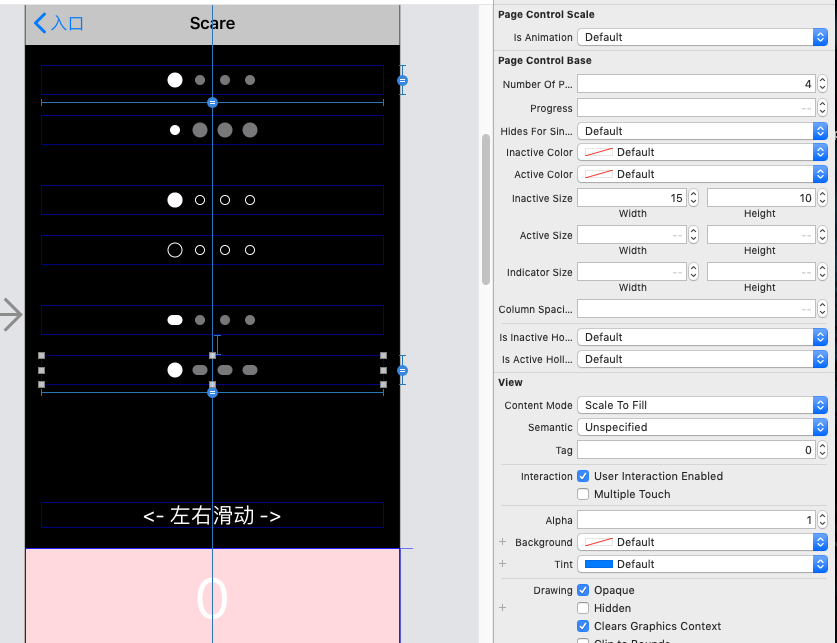 入口
Scare
<- 左右滑动 ->
0
Page Control Scale
Is Animation Default
Page Control Base
Number Of P... 4
Progress --
Hides For Sin... Default
Inactive Color Default
Active Color Default
Inactive Size 15 10
Width Height
Active Size -- --
Width Height
Indicator Size -- --
Width Height
Column Spaci... --
Is Inactive Ho... Default
Is Active Holl... Default
View
Content Mode Scale To Fill
Semantic Unspecified
Tag 0
Interaction User Interaction Enabled
Multiple Touch
Alpha 1
+ Background Default
+ Tint Default
Drawing Opaque
+ Hidden
Clears Graphics Context
Clip to Bounds